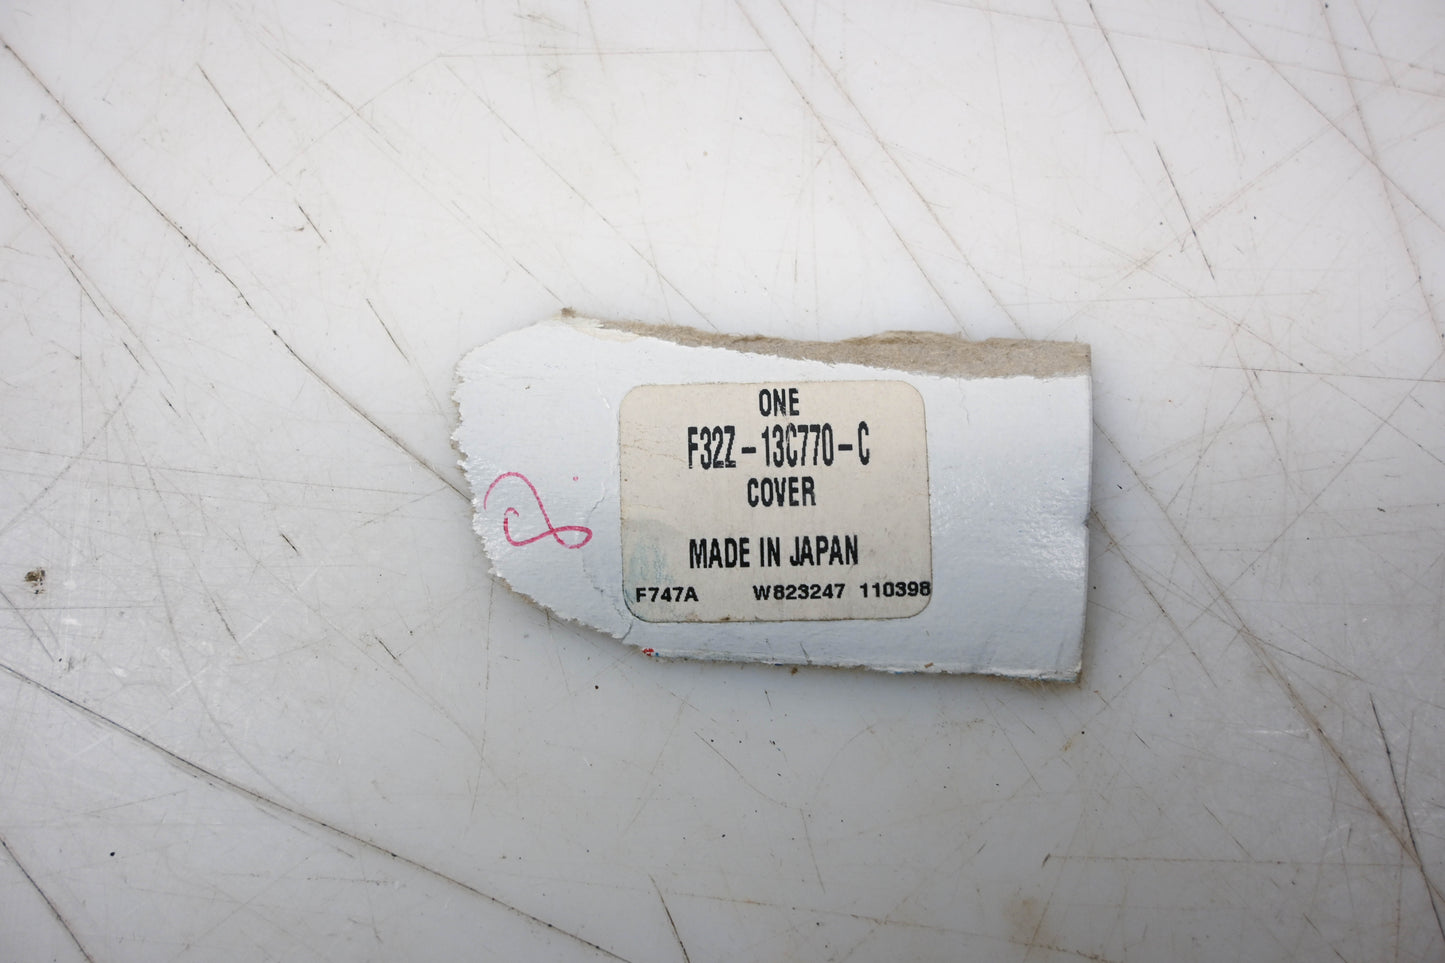 ONE
F32Z-13C770-C
COVER
MADE IN JAPAN
F747A W823247 110398